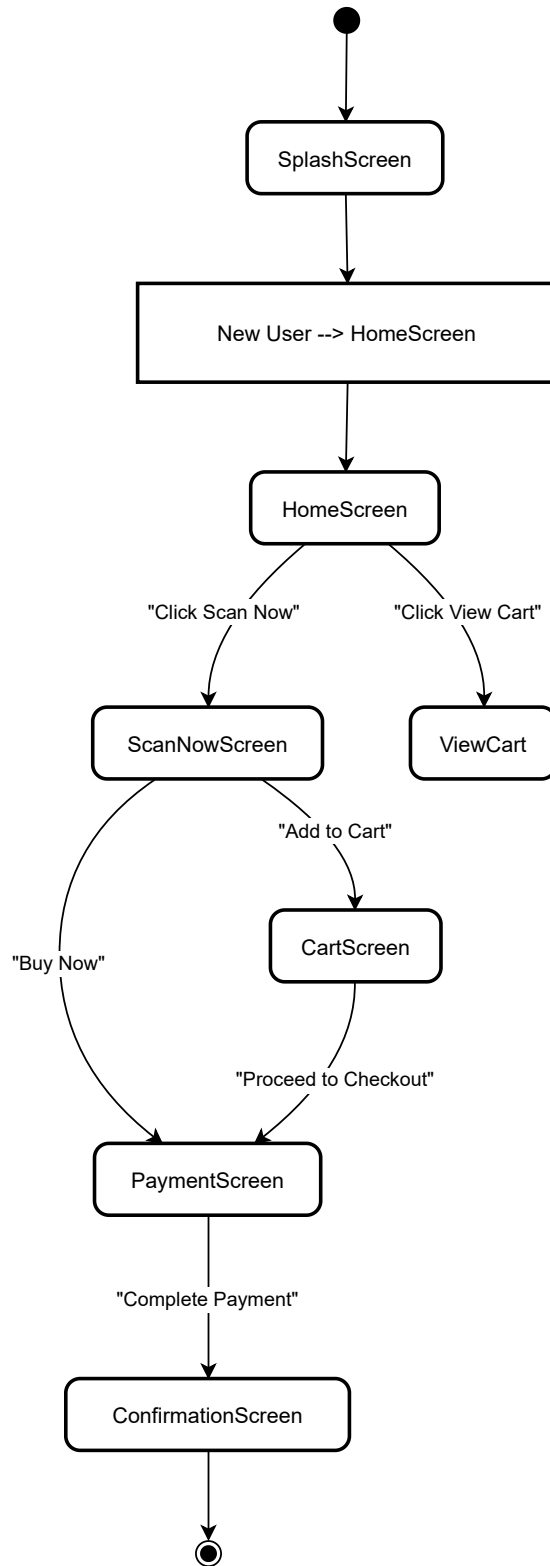 SplashScreen
New User --> HomeScreen
HomeScreen
"Click Scan Now"
"Click View Cart"
ScanNowScreen
ViewCart
"Add to Cart"
CartScreen
"Buy Now"
"Proceed to Checkout"
PaymentScreen
"Complete Payment"
ConfirmationScreen